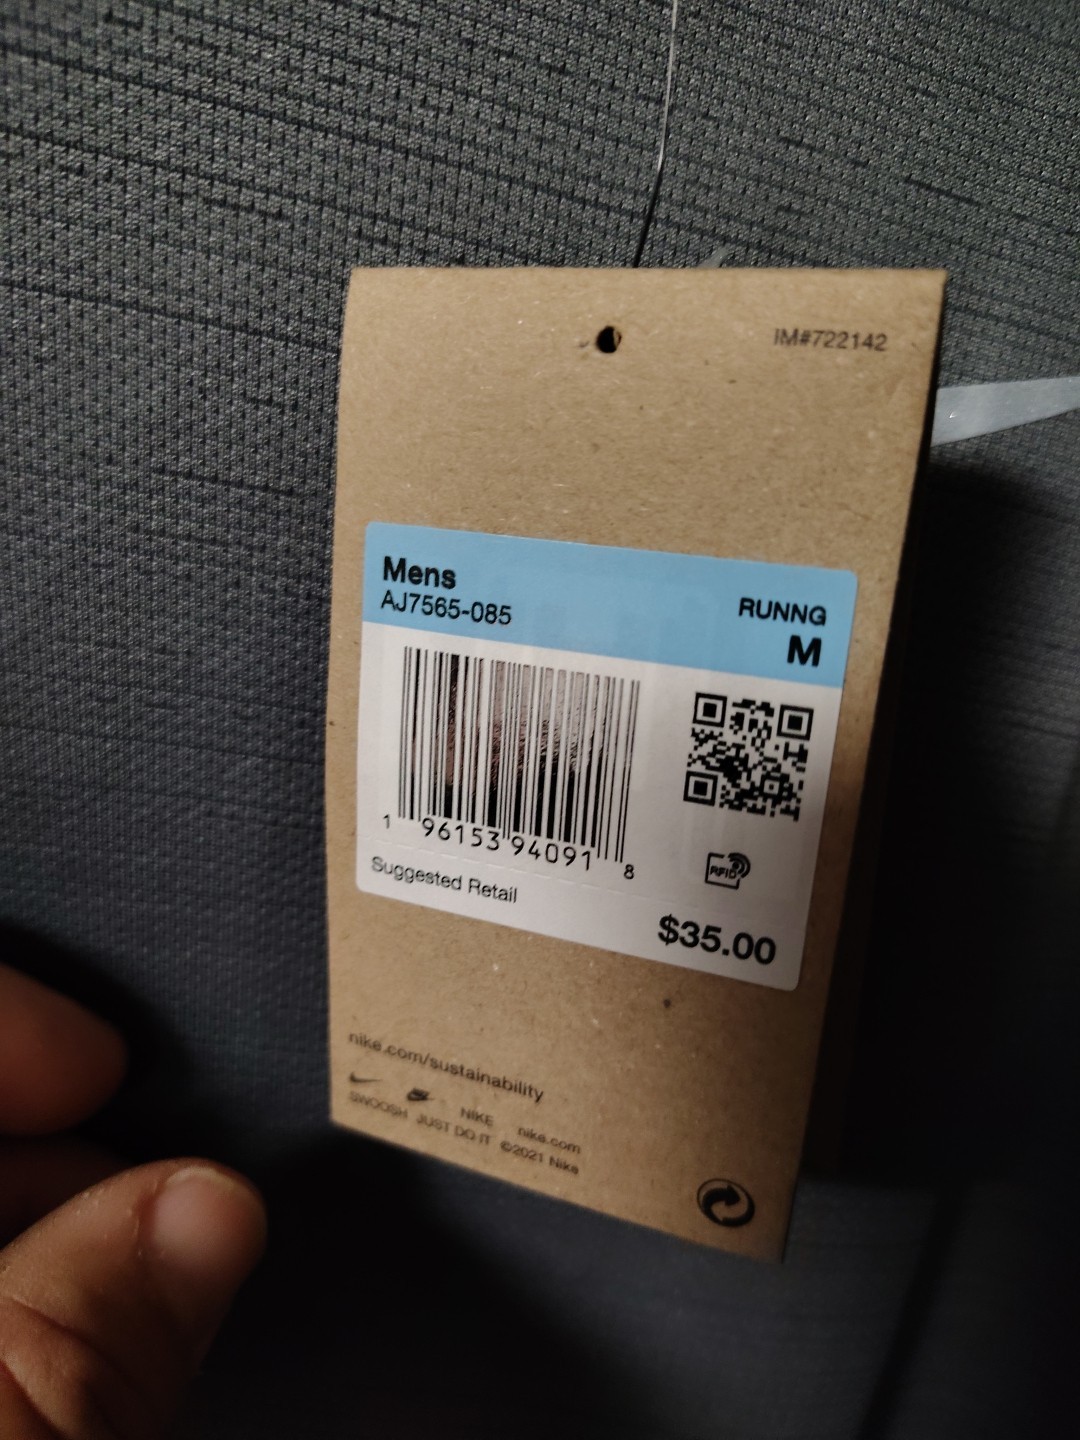 IM#722142
Mens
AJ7565-085
RUNNG
M
1 96153 94091 8
RFID
Suggested Retail
$35.00
nike.com/sustainability
NIKE nike.com
SWOOSH JUST DO IT ©2021 Nike